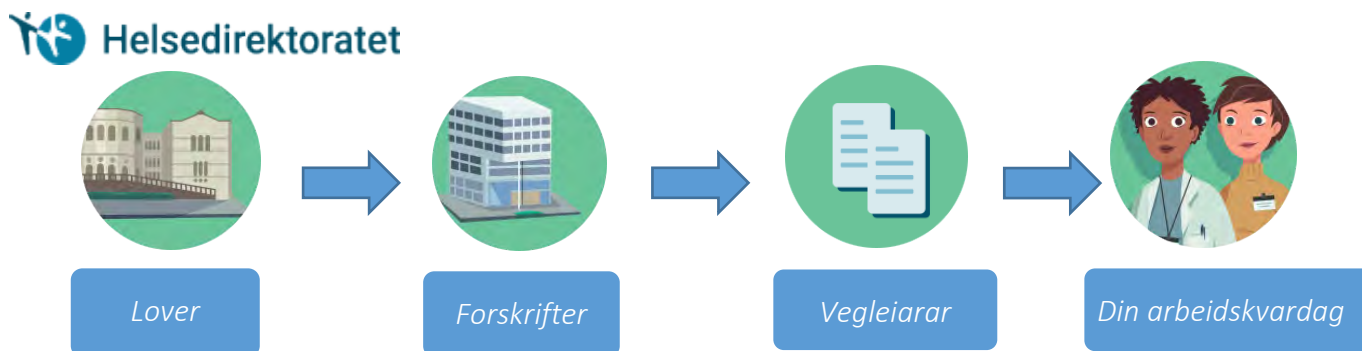 Helsedirektoratet
Lover
Forskrifter
Vegleiarar
Din arbeidskvardag